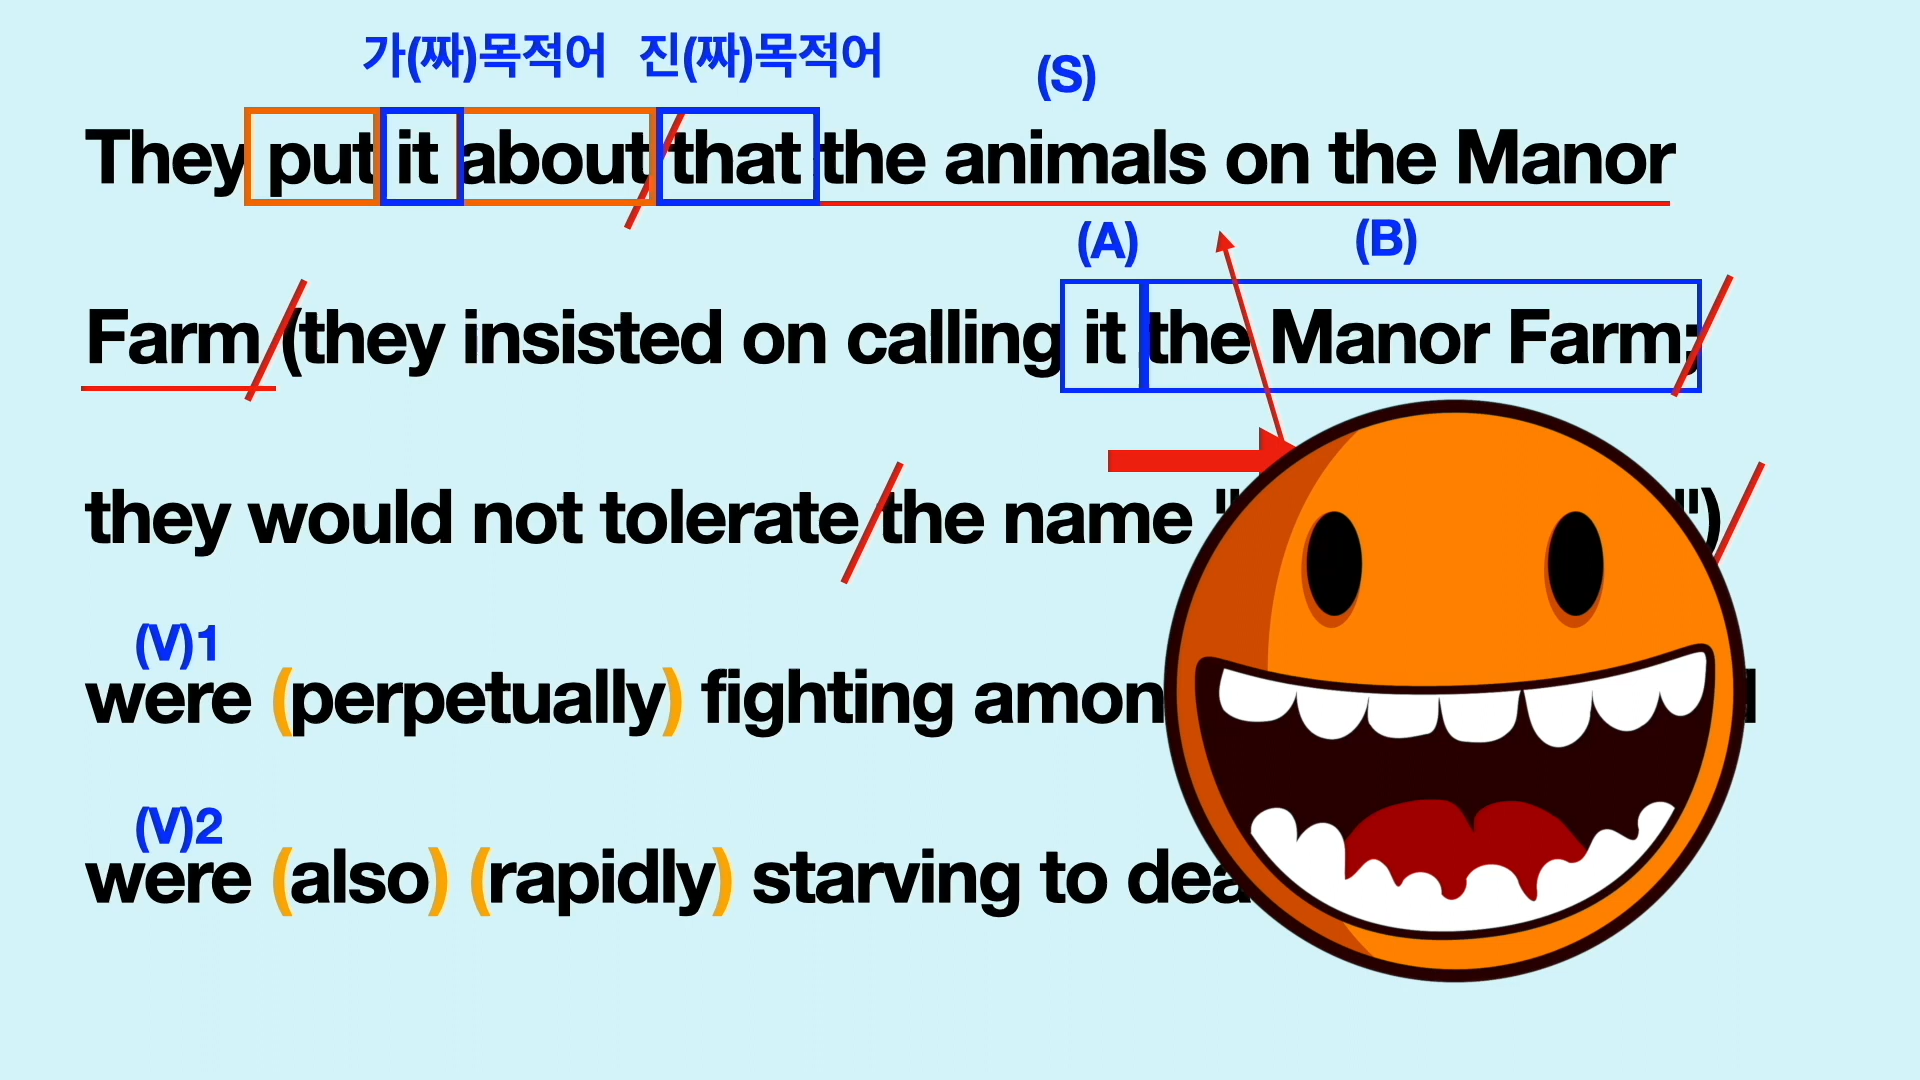 가(짜)목적어 진(짜)목적어 (S)
They put it about that the animals on the Manor
(A) (B)
Farm (they insisted on calling it the Manor Farm;
they would not tolerate the name " ")
(V)1
were (perpetually) fighting
(V)2
were (also) (rapidly) starving to